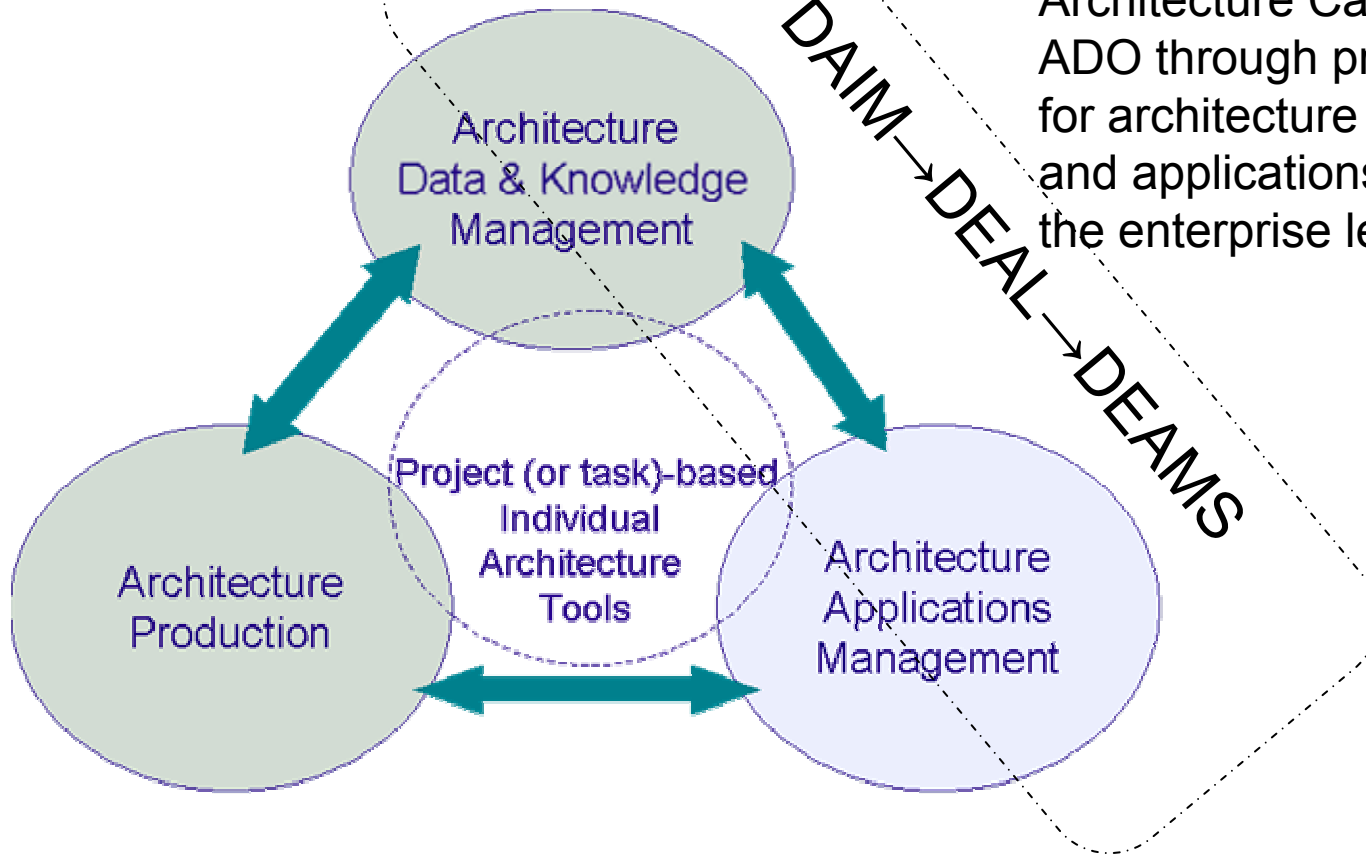 Architecture
Data & Knowledge
Management
DAIM→DEAL→DEAMS
Architecture
ADO through
for architecture
and applications
the enterprise
Project (or task)-based
Individual
Architecture
Tools
Architecture
Production
Architecture
Applications
Management